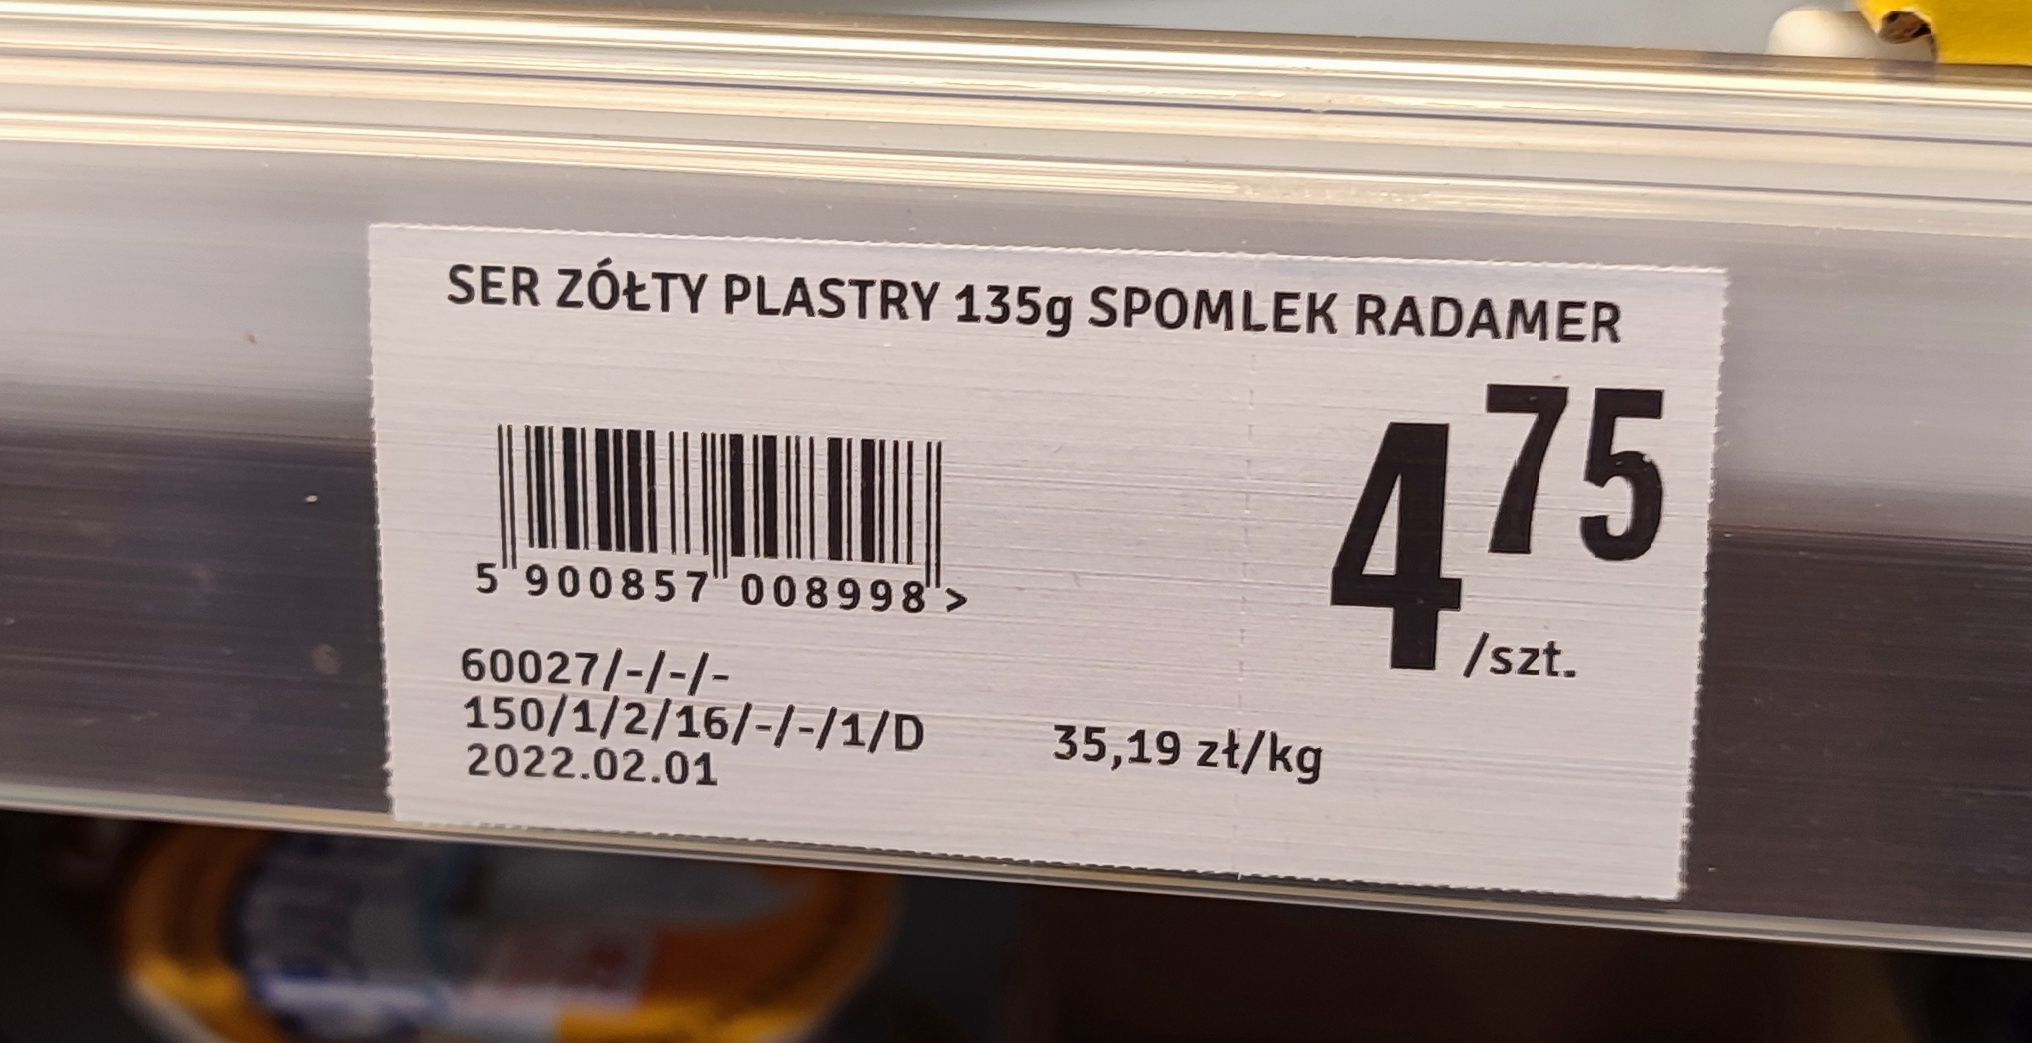 SER ZÓŁTY PLASTRY 135g SPOMLEK RADAMER
4 75
/szt.
5 900857 008998 >
60027/-/-/-
150/1/2/16/-/-/1/D
2022.02.01
35,19 zł/kg